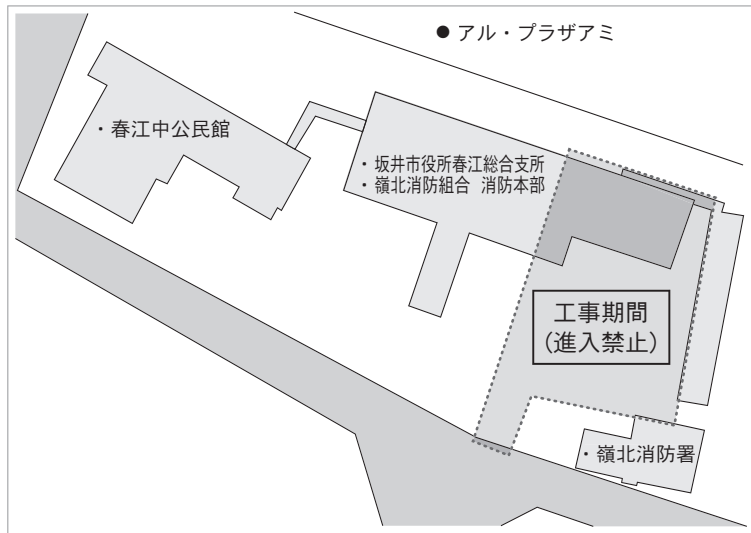 ● アル・プラザアミ
・春江中公民館
・坂井市役所春江総合支所
・嶺北消防組合 消防本部
工事期間
(進入禁止)
・嶺北消防署